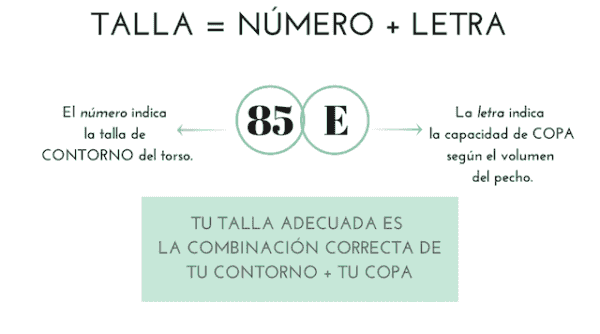 TALLA = NÚMERO + LETRA
El número indica
la talla de
CONTORNO del torso.
85 E
La letra indica
la capacidad de COPA
según el volumen
del pecho.
TU TALLA ADECUADA ES
LA COMBINACIÓN CORRECTA DE
TU CONTORNO + TU COPA